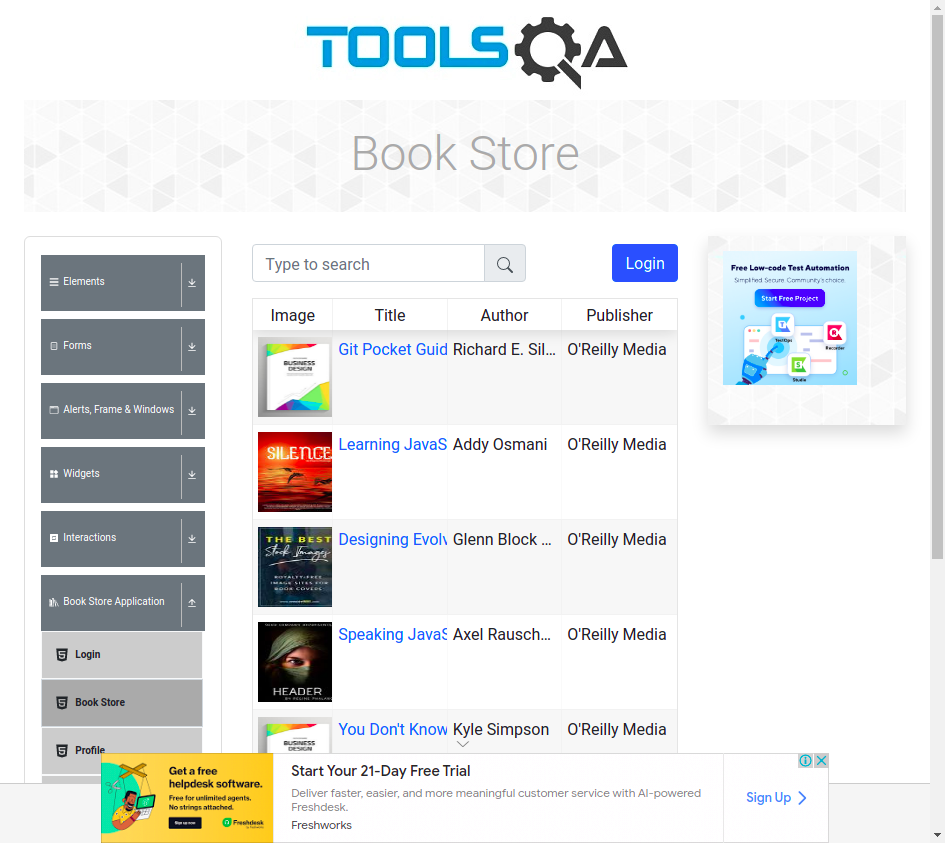 TOOLSQA
Book Store
Elements
Forms
Alerts, Frame & Windows
Widgets
Interactions
Book Store Application
Login
Book Store
Profile
Type to search
Login
Image Title Author Publisher
Git Pocket Guid Richard E. Sil... O'Reilly Media
BUSINESS
DESIGN
Learning JavaS Addy Osmani O'Reilly Media
SILENCE
Designing Evolv Glenn Block ... O'Reilly Media
THE BEST
Stock Images
ROYALTY-FREE
IMAGE SITES FOR
BOOK COVERS
Speaking JavaS Axel Rausch... O'Reilly Media
HEADER
You Don't Know Kyle Simpson O'Reilly Media
BUSINESS
DESIGN
Free Low-code Test Automation
Simplified. Secure. Community's choice.
Start Free Project
TestOps
Recorder
Studio
Get a free
helpdesk software.
Free for unlimited agents.
No strings attached.
Sign up now
Freshdesk
Start Your 21-Day Free Trial
Deliver faster, easier, and more meaningful customer service with AI-powered
Freshdesk.
Freshworks
Sign Up